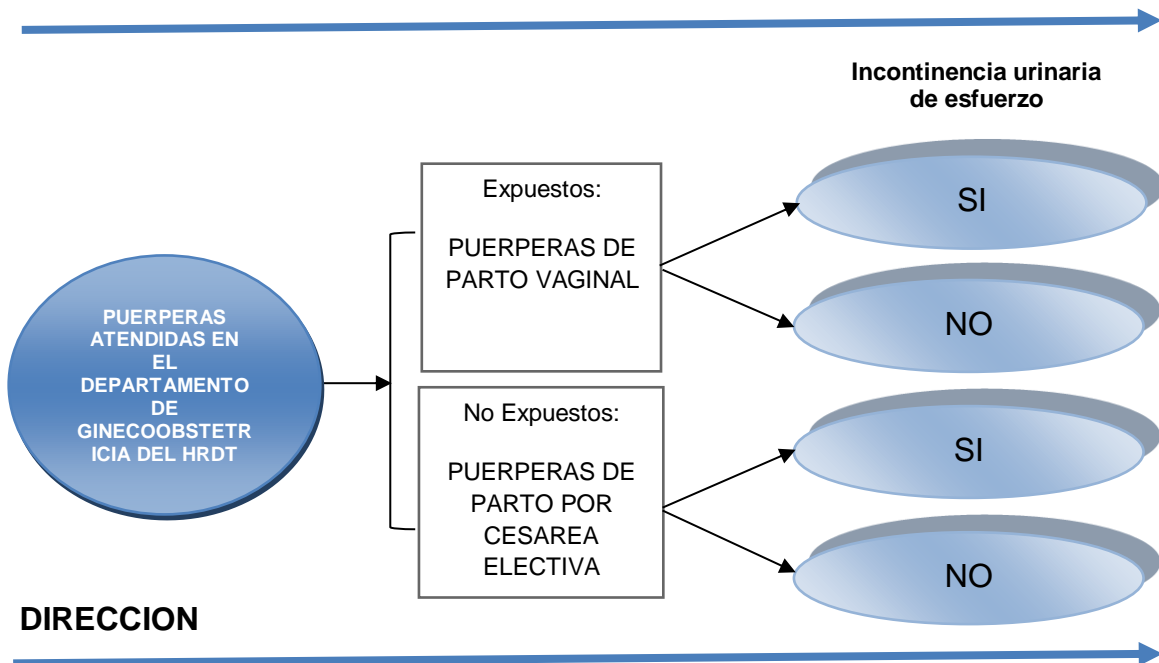 Incontinencia urinaria
de esfuerzo
PUERPERAS
ATENDIDAS EN
EL
DEPARTAMENTO
DE
GINECOOBSTETR
ICIA DEL HRDT
Expuestos:
PUERPERAS DE
PARTO VAGINAL
SI
NO
No Expuestos:
PUERPERAS DE
PARTO POR
CESAREA
ELECTIVA
SI
NO
DIRECCION